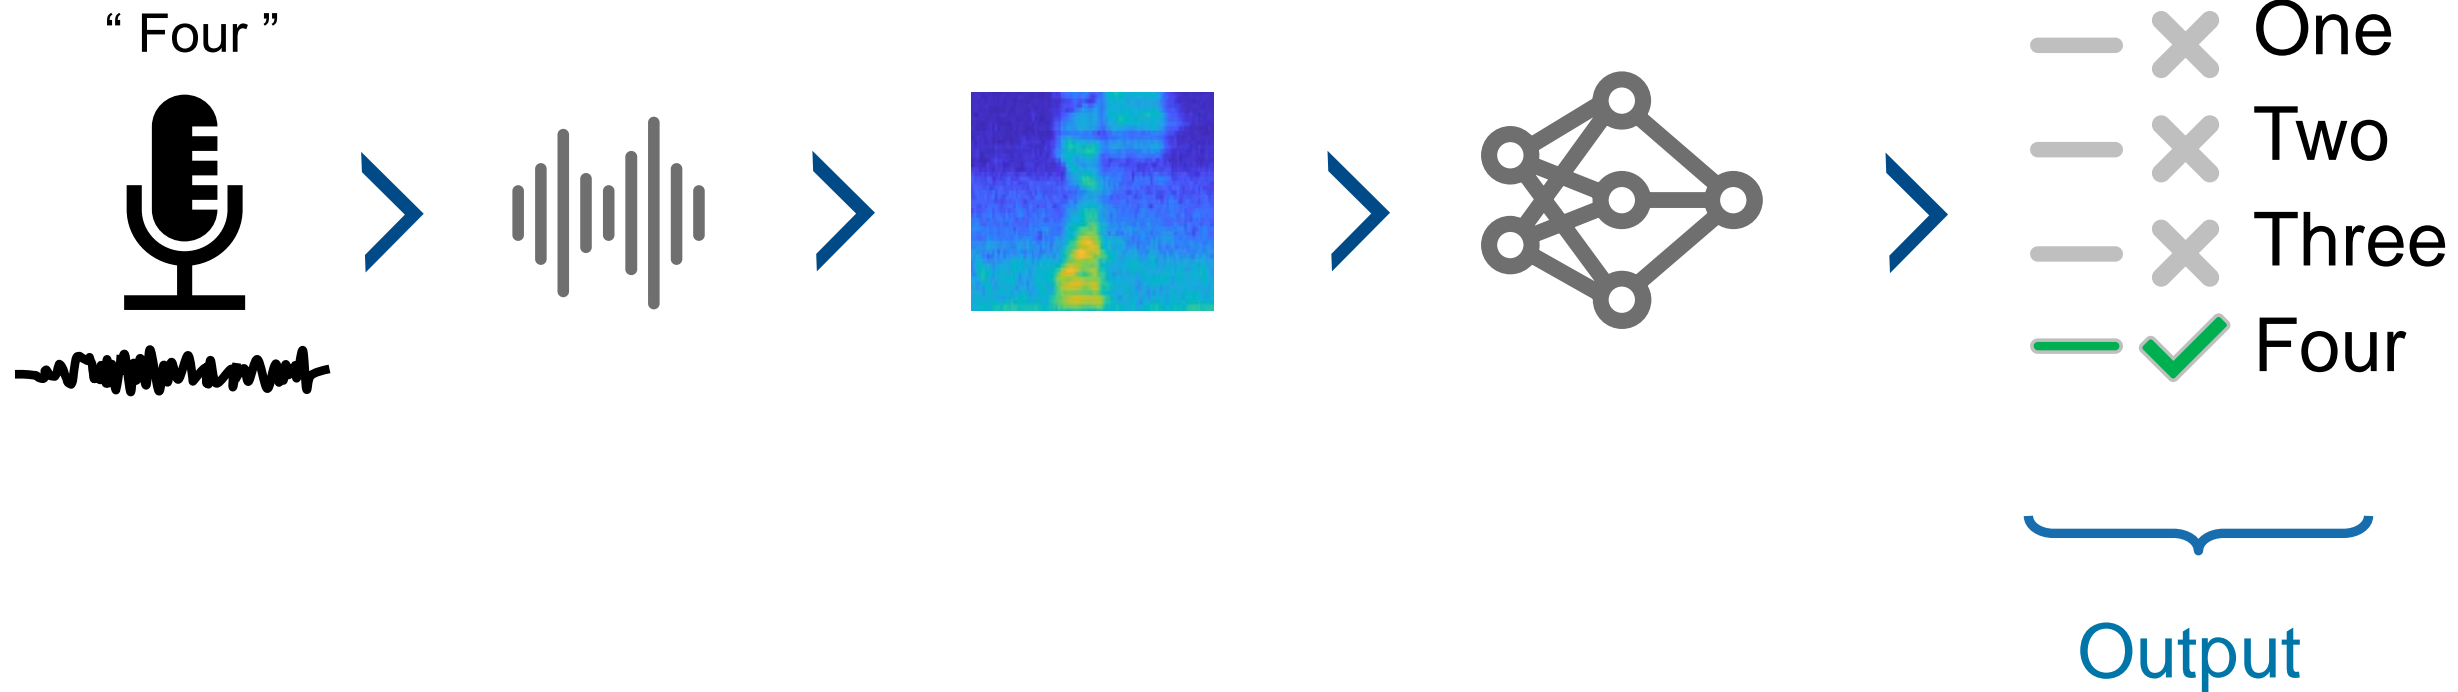 “ Four ”
One
Two
Three
Four
Output